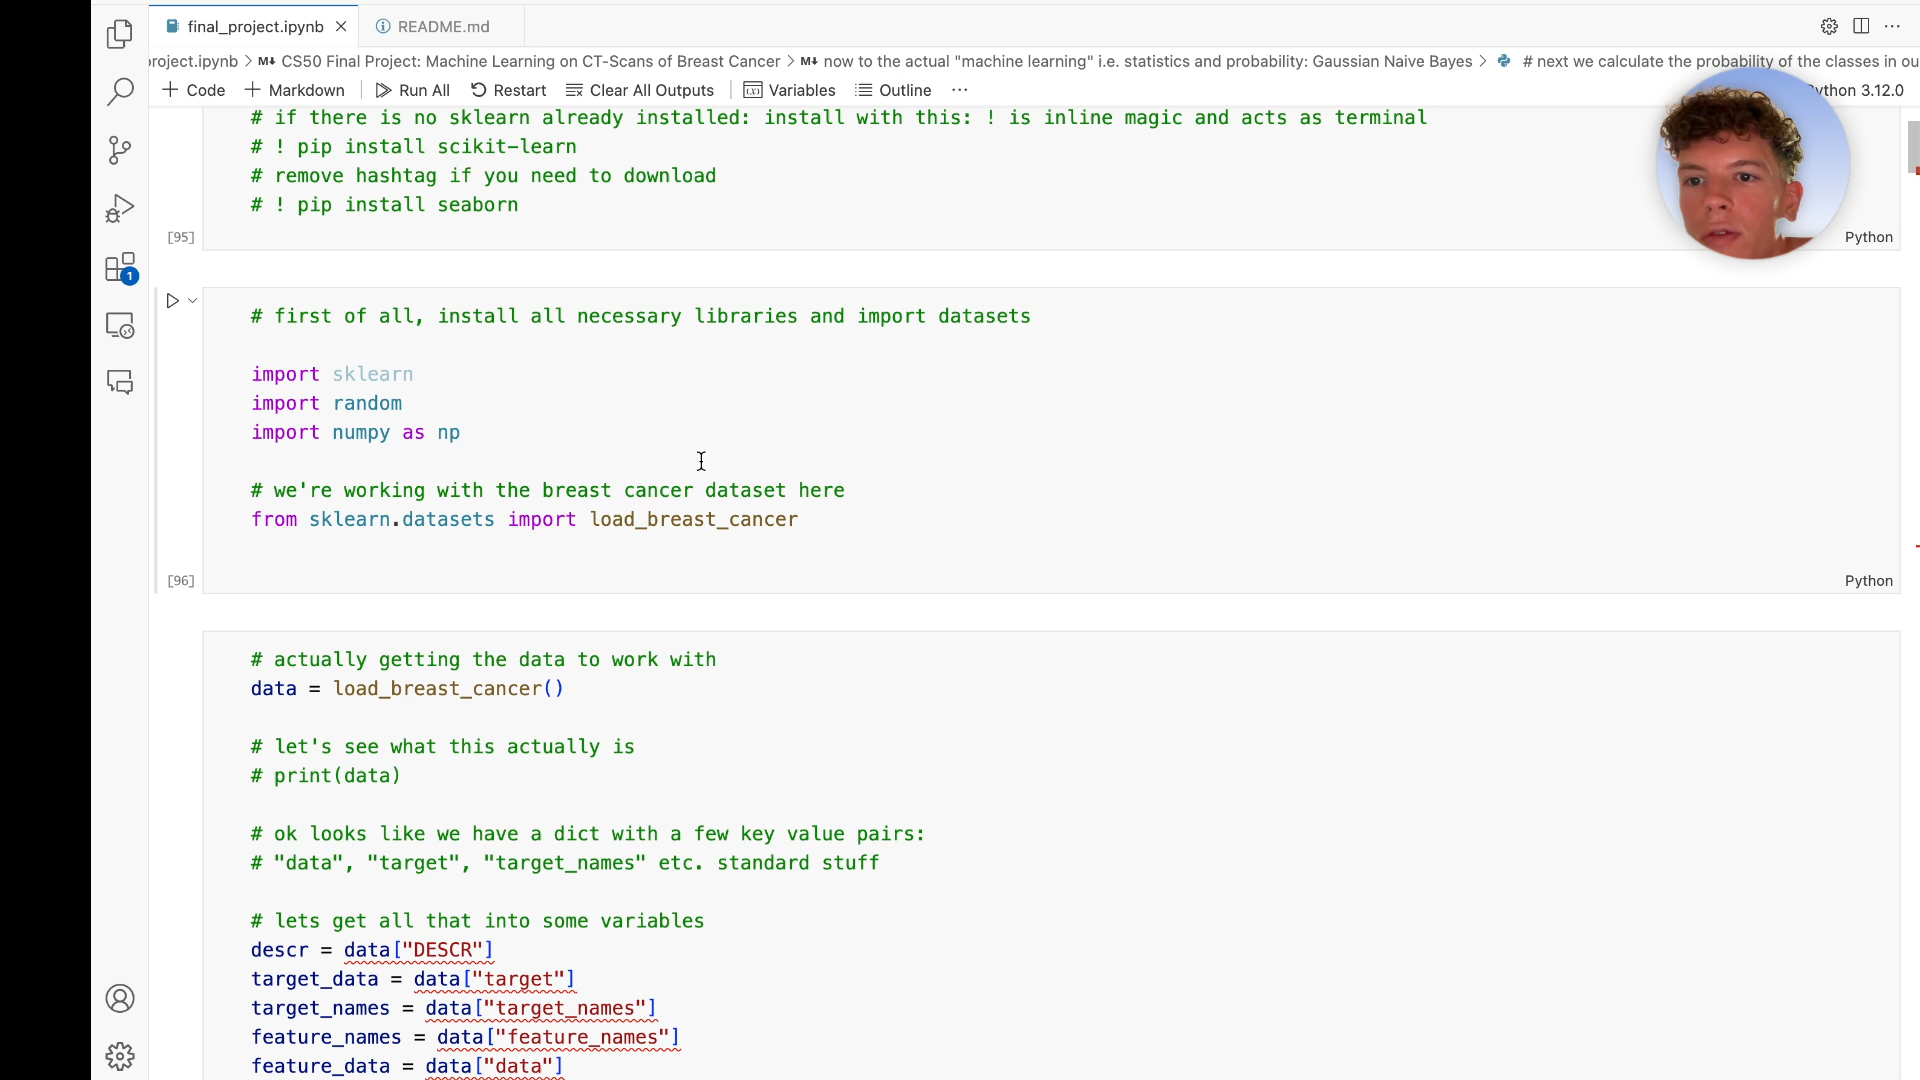 final_project.ipynb
README.md
project.ipynb > M↓ CS50 Final Project: Machine Learning on CT-Scans of Breast Cancer > M↓ now to the actual "machine learning" i.e. statistics and probability: Gaussian Naive Bayes > # next we calculate the probability of the classes in ou
+ Code + Markdown Run All Restart Clear All Outputs Variables Outline ... ython 3.12.0
# if there is no sklearn already installed: install with this: ! is inline magic and acts as terminal
# ! pip install scikit-learn
# remove hashtag if you need to download
# ! pip install seaborn
[95]
Python
1
# first of all, install all necessary libraries and import datasets
import sklearn
import random
import numpy as np
# we're working with the breast cancer dataset here
from sklearn.datasets import load_breast_cancer
[96]
Python
# actually getting the data to work with
data = load_breast_cancer()
# let's see what this actually is
# print(data)
# ok looks like we have a dict with a few key value pairs:
# "data", "target", "target_names" etc. standard stuff
# lets get all that into some variables
descr = data["DESCR"]
target_data = data["target"]
target_names = data["target_names"]
feature_names = data["feature_names"]
feature_data = data["data"]